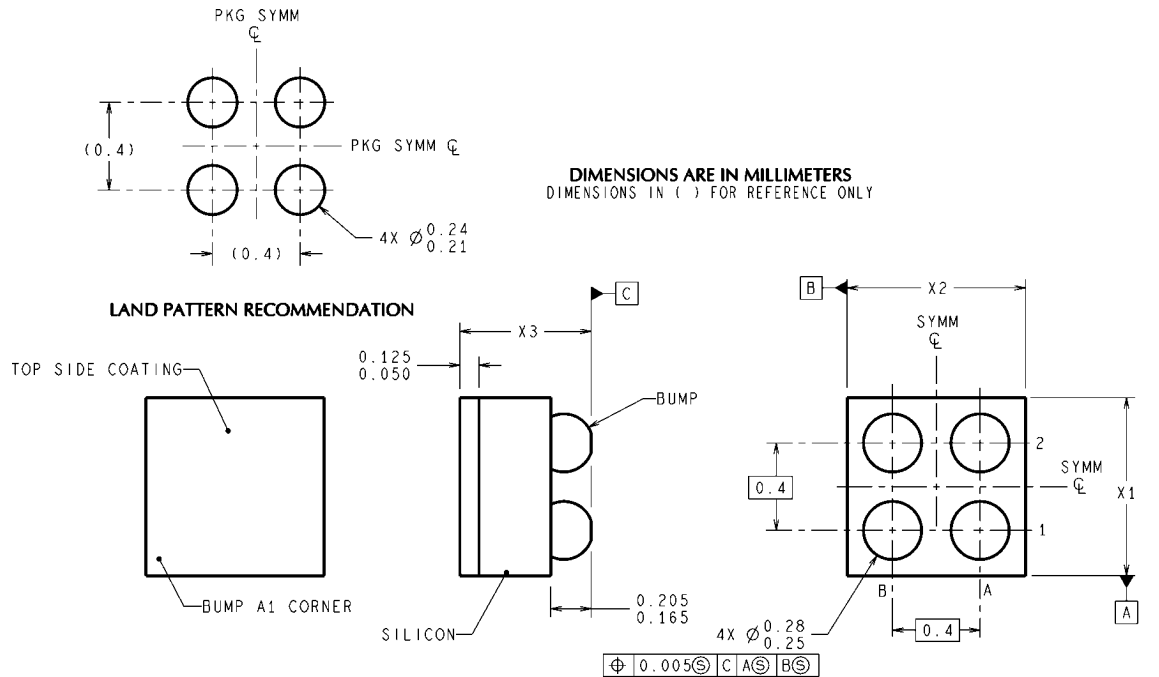 PKG SYMM
℄
(0.4)
PKG SYMM ℄
4X Ø0.24
0.21
(0.4)
DIMENSIONS ARE IN MILLIMETERS
DIMENSIONS IN ( ) FOR REFERENCE ONLY
LAND PATTERN RECOMMENDATION
TOP SIDE COATING
BUMP A1 CORNER
C
X3
0.125
0.050
BUMP
0.205
0.165
SILICON
B
X2
SYMM
℄
2
SYMM
℄
X1
0.4
1
B
A
A
4X Ø0.28
0.25
0.4
⌖ 0.005Ⓢ C AⓈ BⓈ